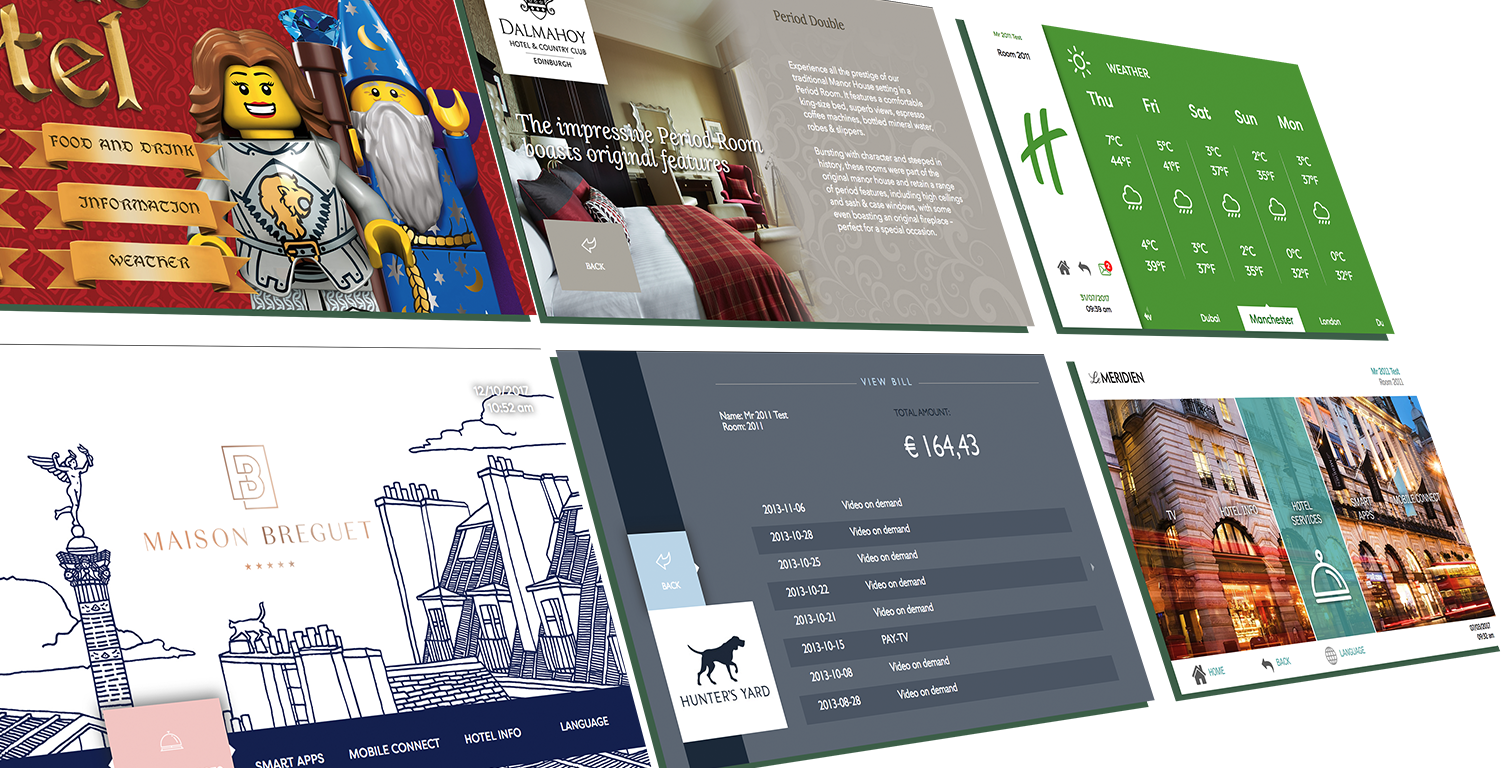 tel
FOOD AND DRINK
INFORMATION
WEATHER
DALMAHOY
HOTEL & COUNTRY CLUB
EDINBURGH
The impressive Period Room
boasts original features
BACK
Period Double
Experience all the prestige of our
traditional Manor House setting in a
Period Room. It features a comfortable
king-size bed, superb views, espresso
coffee machines, bottled mineral water,
robes & slippers.
Bursting with character and steeped in
history, these rooms were part of the
original manor house and retain a range
of period features, including high ceilings
and sash & case windows, with some
even boasting an original fireplace -
perfect for a special occasion.
Mr 2011 Test
Room 2011
H
2
31/07/2017
09:39 am
WEATHER
Thu Fri Sat Sun Mon
7°C 5°C 3°C 2°C 3°C
44°F 41°F 37°F 35°F 37°F
4°C 3°C 2°C 0°C 0°C
39°F 37°F 35°F 32°F 32°F
Dubai Manchester London Du
12/10/2017
10:52 am
B
MAISON BREGUET
SMART APPS MOBILE CONNECT HOTEL INFO LANGUAGE
VIEW BILL
Name: Mr 2011 Test
Room: 2011
TOTAL AMOUNT:
€ 164,43
2013-11-06 Video on demand
2013-10-28 Video on demand
2013-10-25 Video on demand
2013-10-22 Video on demand
2013-10-21 Video on demand
2013-10-15 PAY-TV
2013-10-08 Video on demand
2013-08-28 Video on demand
BACK
HUNTER'S YARD
Le MERIDIEN
Mr 2011 Test
Room 2011
TV
HOTEL INFO
HOTEL
SERVICES
SMART
APPS
MOBILE CONNECT
HOME
BACK
LANGUAGE
09:32 am